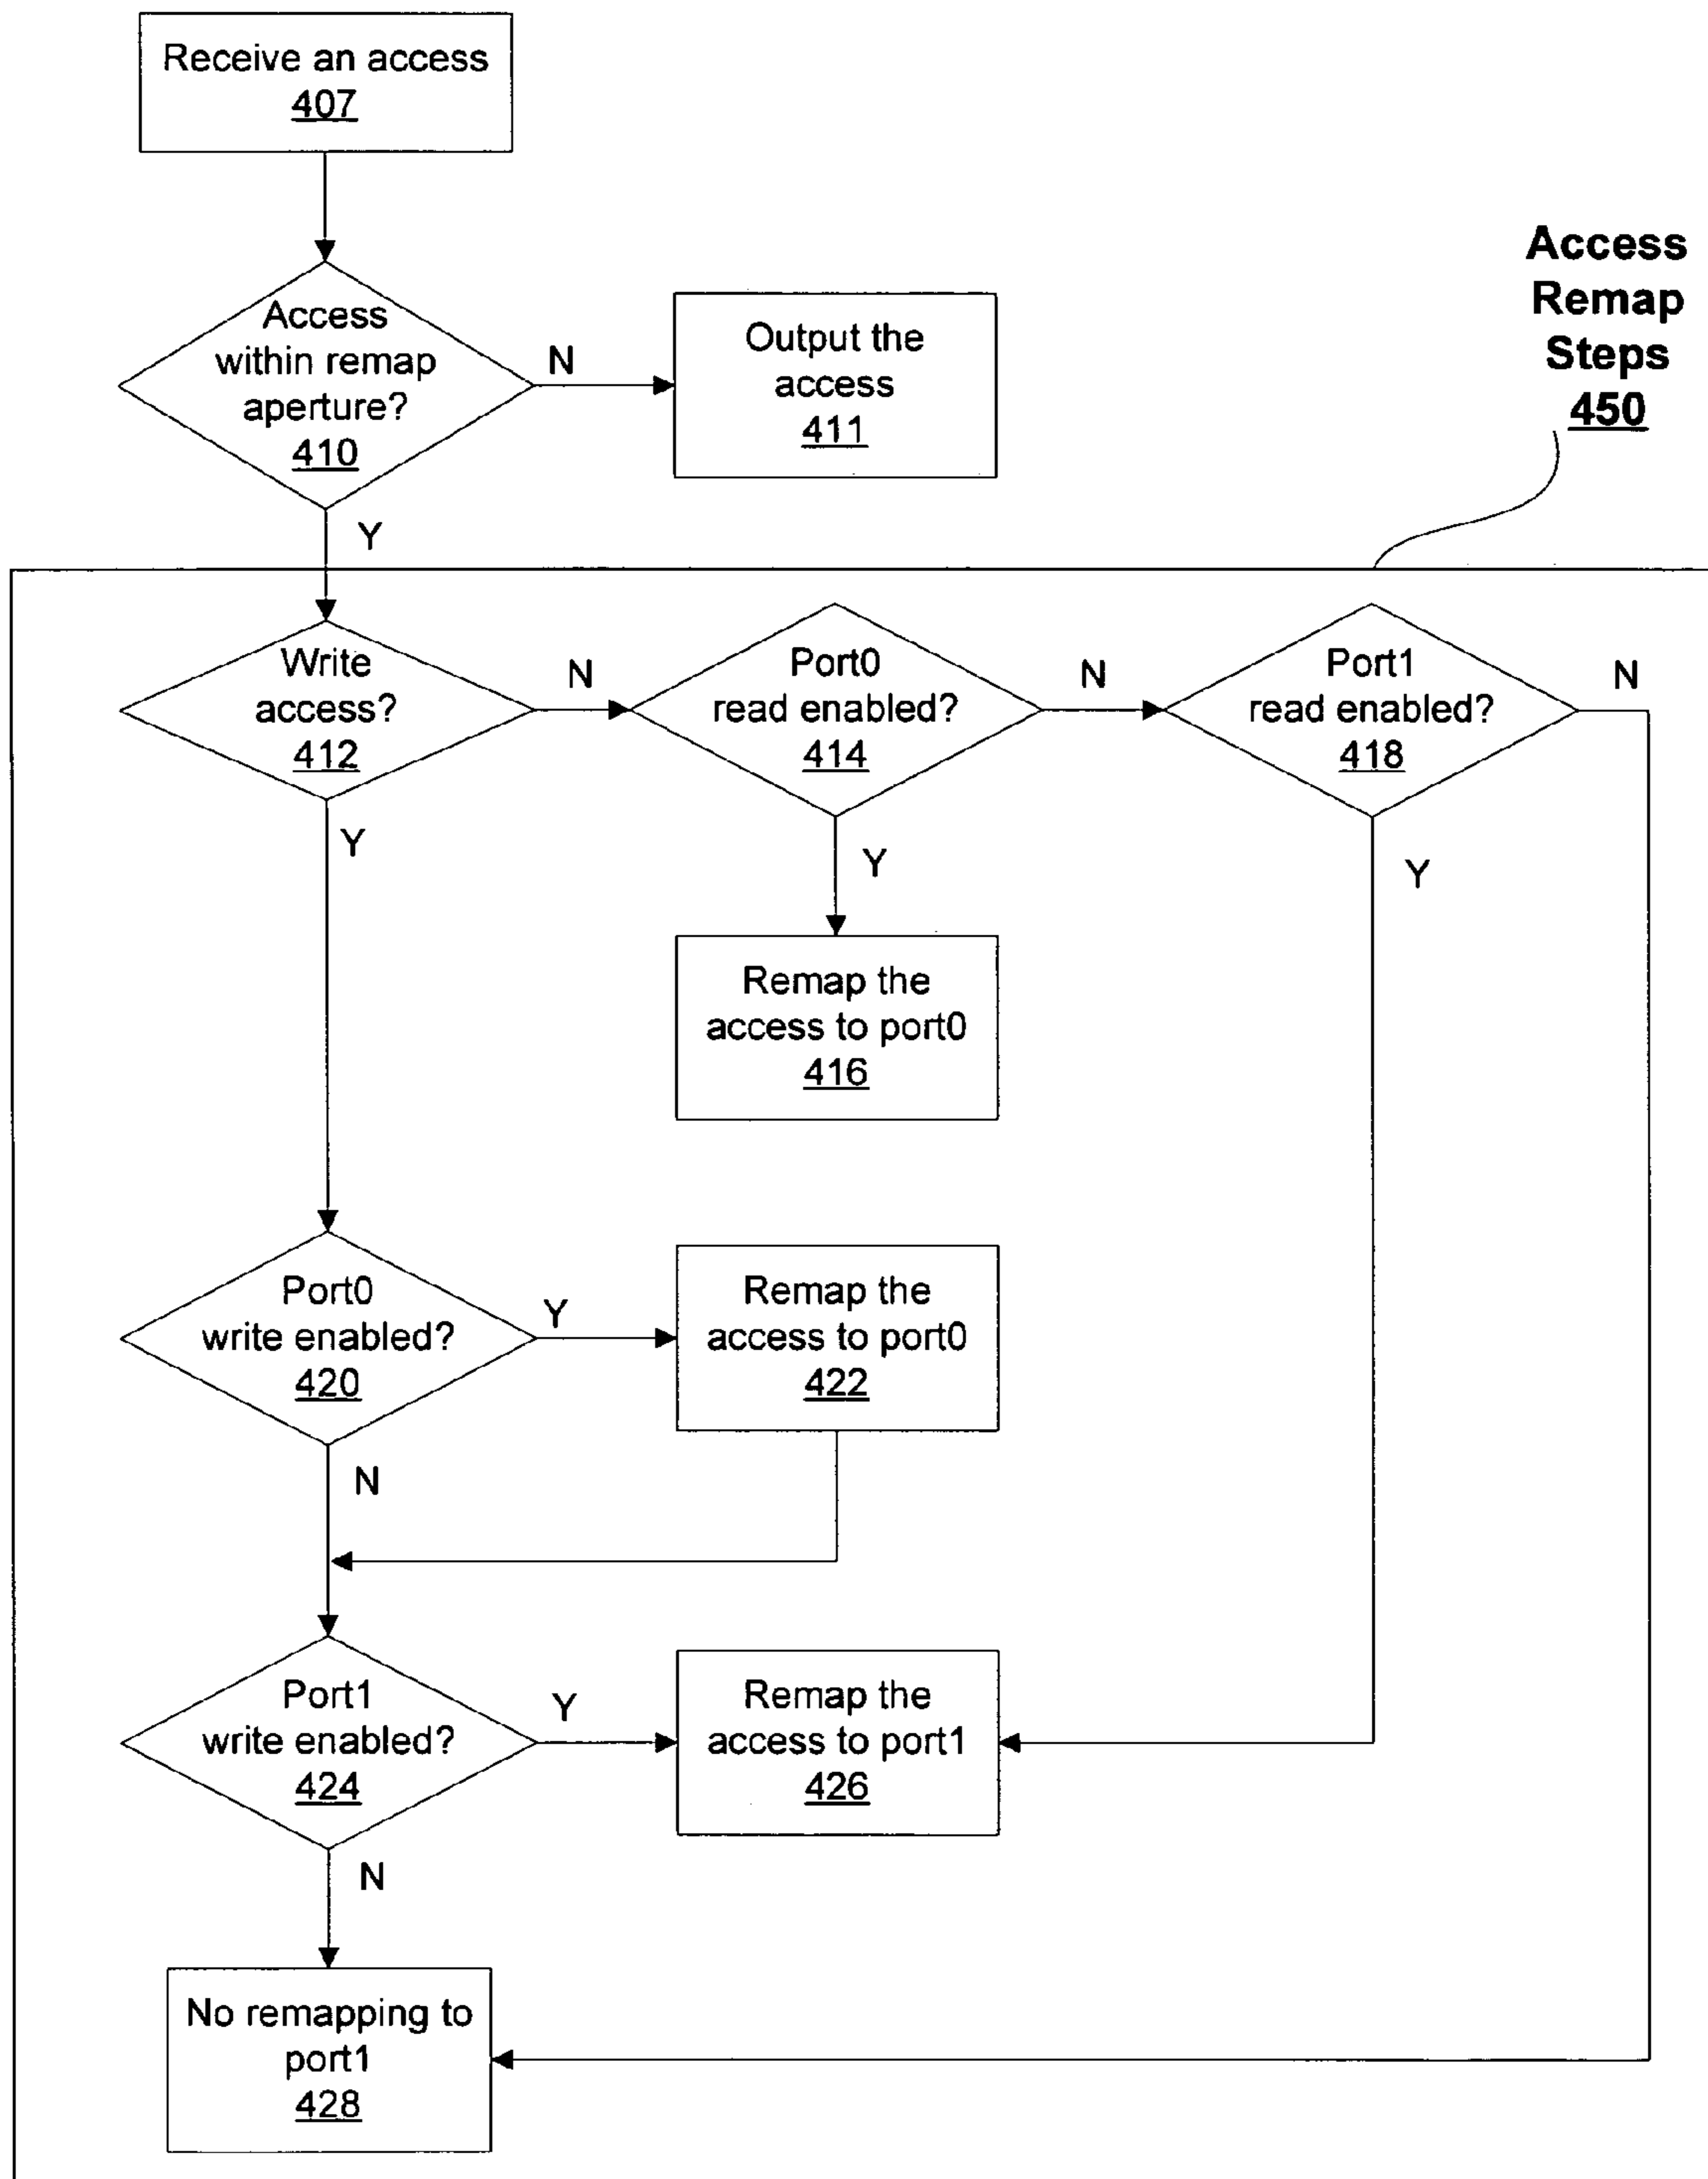 Receive an access
407
Access
within remap
aperture?
410
N
Output the
access
411
Access
Remap
Steps
450
Y
Write
access?
412
N
Port0
read enabled?
414
N
Port1
read enabled?
418
N
Y
Y
Y
Remap the
access to port0
416
Port0
write enabled?
420
Y
Remap the
access to port0
422
N
Port1
write enabled?
424
Y
Remap the
access to port1
426
N
No remapping to
port1
428